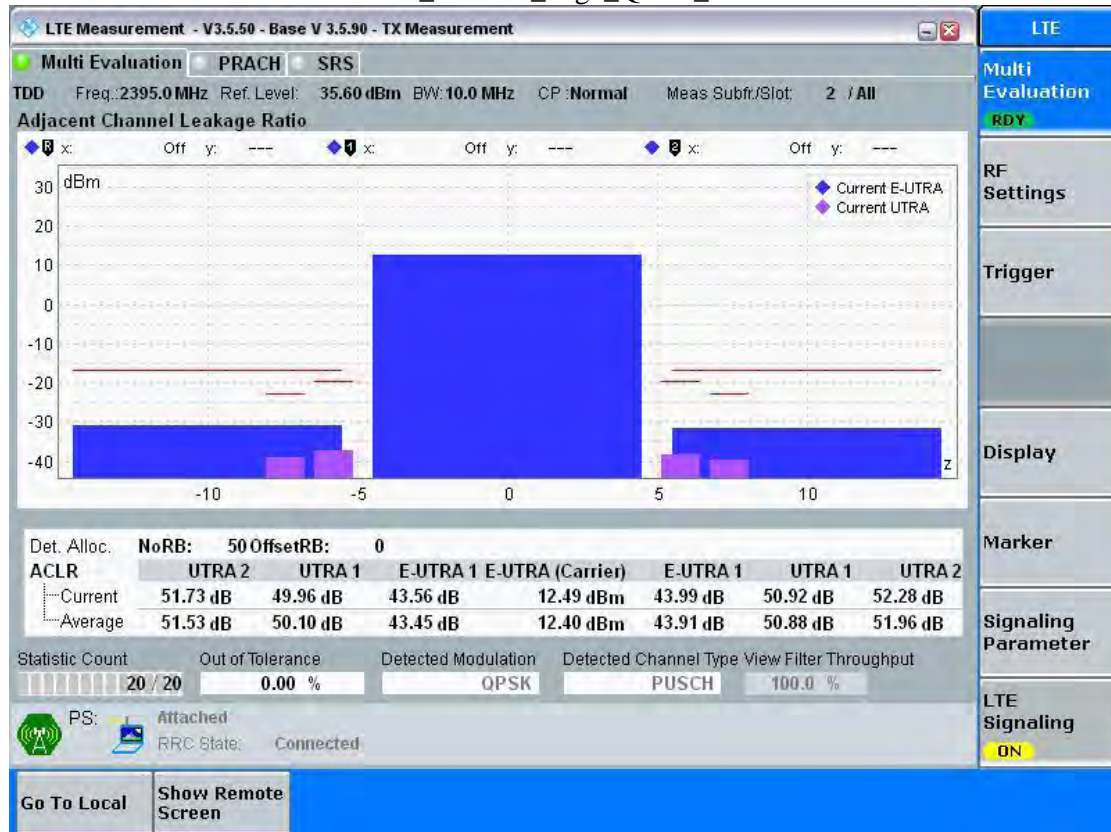 LTE Measurement - V3.5.50 - Base V 3.5.90 - TX Measurement
LTE
Multi Evaluation PRACH SRS
Multi Evaluation
RDY
TDD Freq.:2395.0 MHz Ref. Level: 35.60 dBm BW:10.0 MHz CP :Normal Meas Subfr./Slot: 2 / All
Adjacent Channel Leakage Ratio
R x: Off y: --- 1 x: Off y: --- 2 x: Off y: ---
dBm
Current E-UTRA
Current UTRA
30
20
10
0
-10
-20
-30
-40
z
-10 -5 0 5 10
RF Settings
Trigger
Display
Marker
Signaling Parameter
LTE Signaling
ON
Det. Alloc. NoRB: 50 OffsetRB: 0
ACLR UTRA 2 UTRA 1 E-UTRA 1 E-UTRA (Carrier) E-UTRA 1 UTRA 1 UTRA 2
Current 51.73 dB 49.96 dB 43.56 dB 12.49 dBm 43.99 dB 50.92 dB 52.28 dB
Average 51.53 dB 50.10 dB 43.45 dB 12.40 dBm 43.91 dB 50.88 dB 51.96 dB
Statistic Count Out of Tolerance Detected Modulation Detected Channel Type View Filter Throughput
20 / 20 0.00 % QPSK PUSCH 100.0 %
PS: Attached
RRC State: Connected
Go To Local
Show Remote Screen